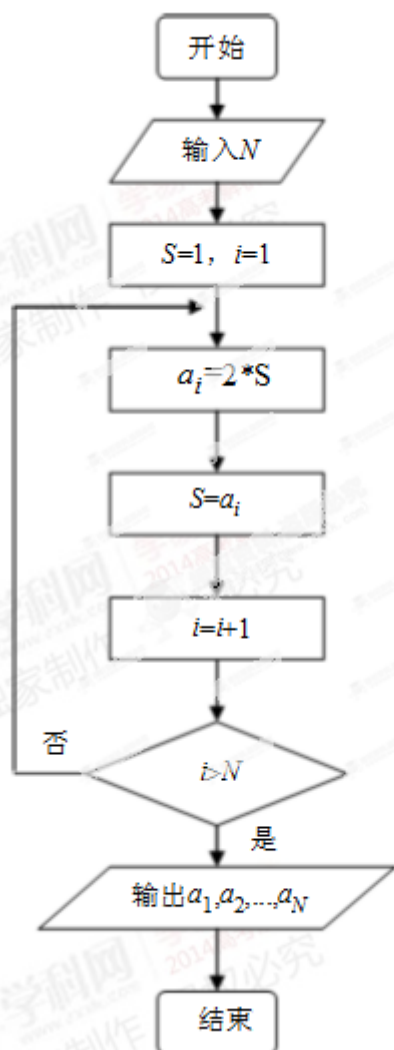 开始
输入N
S=1, i=1
a_i=2*S
S=a_i
i=i+1
否
i>N
是
输出a_1,a_2,...,a_N
结束